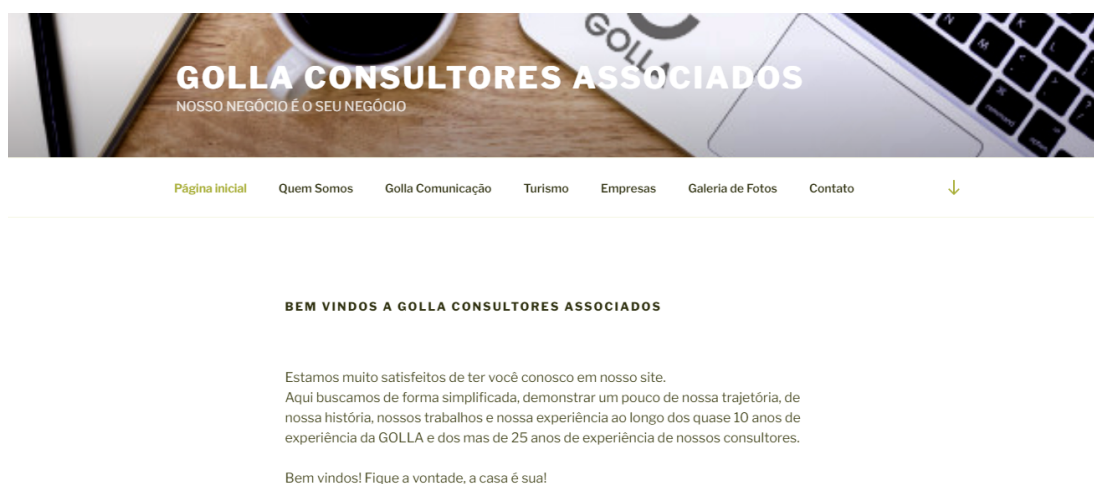 GOLLA
GOLLA CONSULTORES ASSOCIADOS
NOSSO NEGÓCIO É O SEU NEGÓCIO
Página inicial Quem Somos Golla Comunicação Turismo Empresas Galeria de Fotos Contato
BEM VINDOS A GOLLA CONSULTORES ASSOCIADOS
Estamos muito satisfeitos de ter você conosco em nosso site.
Aqui buscamos de forma simplificada, demonstrar um pouco de nossa trajetória, de
nossa história, nossos trabalhos e nossa experiência ao longo dos quase 10 anos de
experiência da GOLLA e dos mas de 25 anos de experiência de nossos consultores.
Bem vindos! Fique a vontade, a casa é sua!